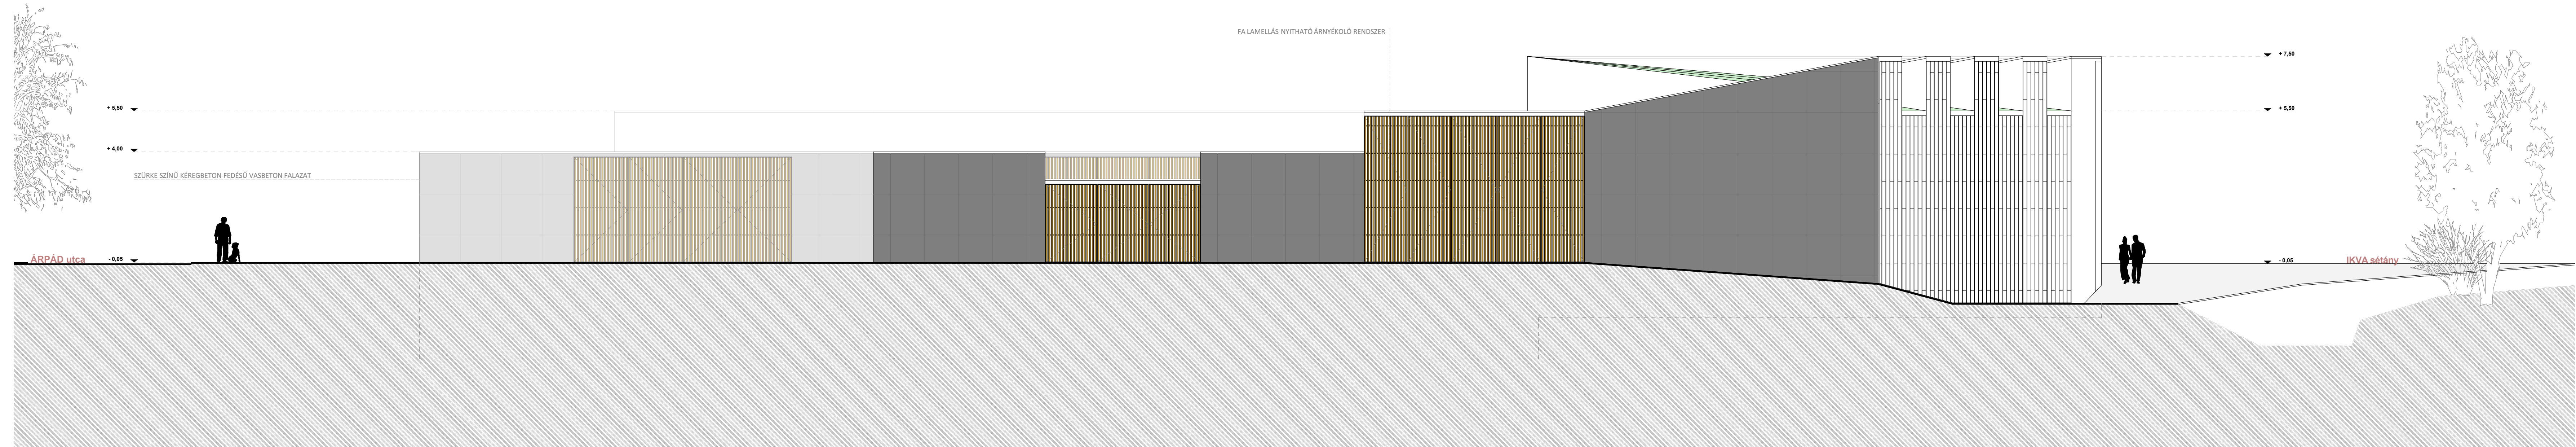 FA LAMELLÁS NYITHATÓ ÁRNYÉKOLÓ RENDSZER
+ 7,50
+ 5,50
+ 5,50
+ 4,00
SZÜRKE SZÍNŰ KÉREGBETON FEDÉSŰ VASBETON FALAZAT
ÁRPÁD utca
- 0,05
- 0,05
IKVA sétány